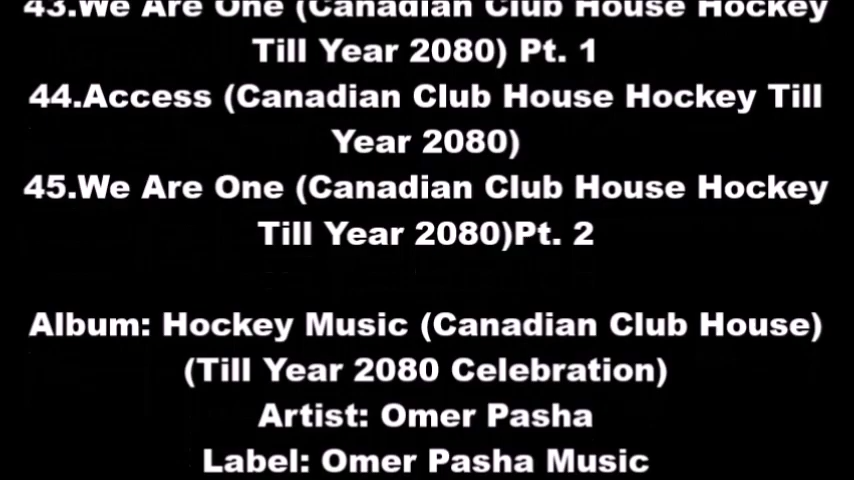 43.We Are One (Canadian Club House Hockey
Till Year 2080) Pt. 1
44.Access (Canadian Club House Hockey Till
Year 2080)
45.We Are One (Canadian Club House Hockey
Till Year 2080)Pt. 2
Album: Hockey Music (Canadian Club House)
(Till Year 2080 Celebration)
Artist: Omer Pasha
Label: Omer Pasha Music